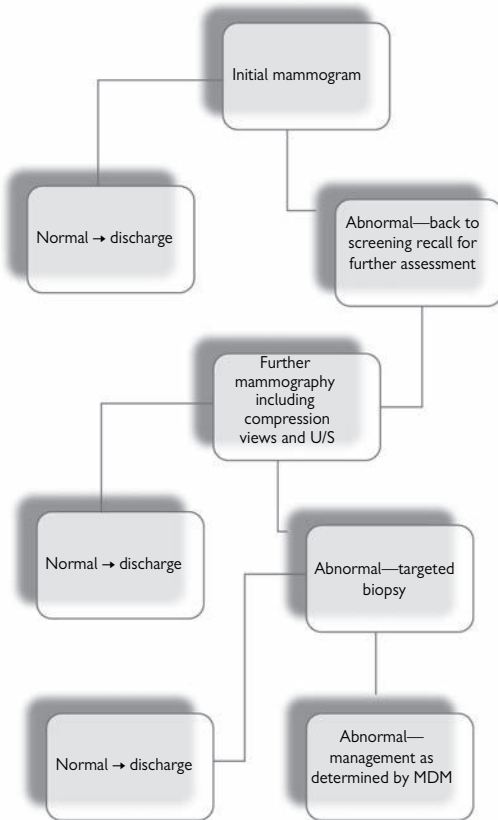 Initial mammogram
Normal → discharge
Abnormal—back to
screening recall for
further assessment
Further
mammography
including
compression
views and U/S
Normal → discharge
Abnormal—targeted
biopsy
Normal → discharge
Abnormal—
management as
determined by MDM